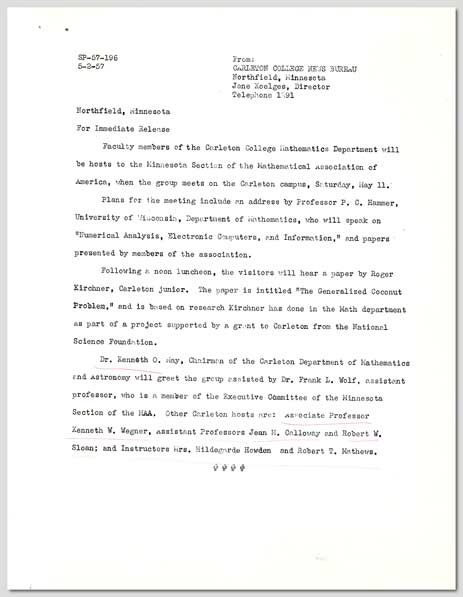 SP-57-196
5-2-57
From:
CARLETON COLLEGE NEWS BUREAU
Northfield, Minnesota
Jane Koelges, Director
Telephone 1391
Northfield, Minnesota
For Immediate Release
Faculty members of the Carleton College Mathematics Department will
be hosts to the Minnesota Section of the Mathematical Association of
America, when the group meets on the Carleton campus, Saturday, May 11.
Plans for the meeting include an address by Professor P. C. Hammer,
University of Wisconsin, Department of Mathematics, who will speak on
"Numerical Analysis, Electronic Computers, and Information," and papers
presented by members of the association.
Following a noon luncheon, the visitors will hear a paper by Roger
Kirchner, Carleton junior. The paper is intitled "The Generalized Coconut
Problem," and is based on research Kirchner has done in the Math department
as part of a project supported by a grant to Carleton from the National
Science Foundation.
Dr. Kenneth O. May, Chairman of the Carleton Department of Mathematics
and Astronomy will greet the group assisted by Dr. Frank L. Wolf, assistant
professor, who is a member of the Executive Committee of the Minnesota
Section of the MAA. Other Carleton hosts are: Associate Professor
Kenneth W. Wegner, Assistant Professors Jean M. Calloway and Robert W.
Sloan; and Instructors Mrs. Hildegarde Howden and Robert T. Mathews.